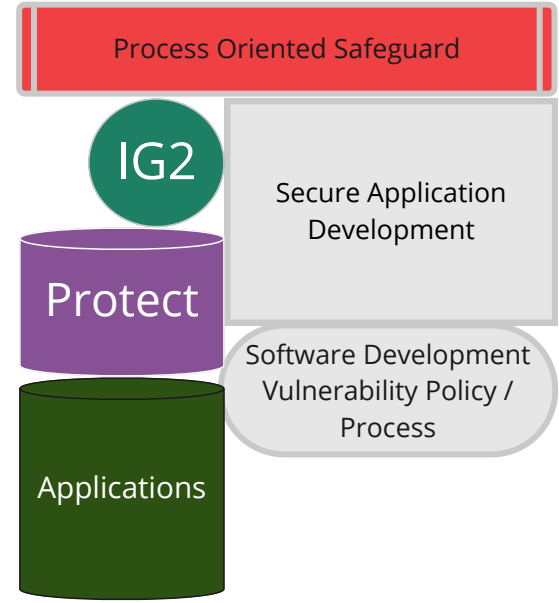 Process Oriented Safeguard
IG2
Secure Application
Development
Protect
Software Development
Vulnerability Policy /
Process
Applications